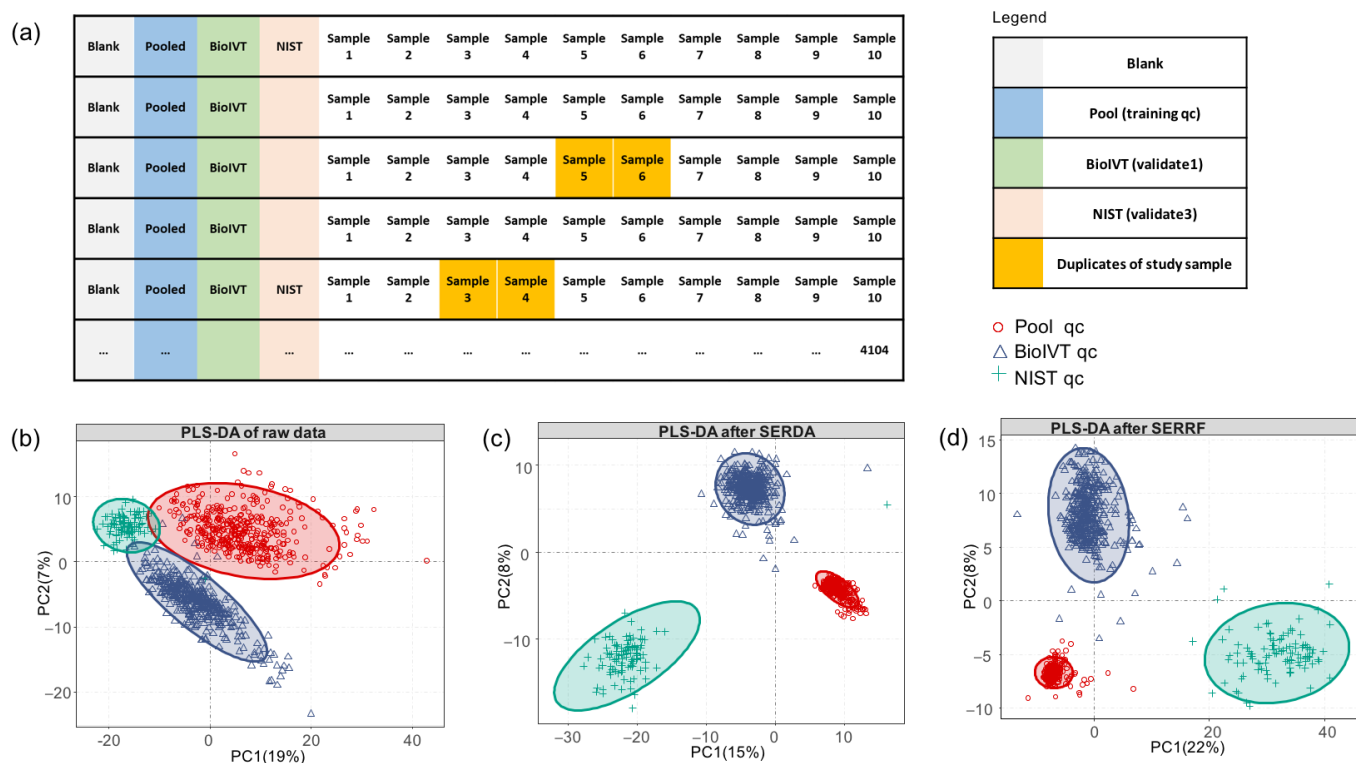 (a)
Blank Pooled BioIVT NIST Sample 1 Sample 2 Sample 3 Sample 4 Sample 5 Sample 6 Sample 7 Sample 8 Sample 9 Sample 10
Blank Pooled BioIVT Sample 1 Sample 2 Sample 3 Sample 4 Sample 5 Sample 6 Sample 7 Sample 8 Sample 9 Sample 10
Blank Pooled BioIVT Sample 1 Sample 2 Sample 3 Sample 4 Sample 5 Sample 6 Sample 7 Sample 8 Sample 9 Sample 10
Blank Pooled BioIVT Sample 1 Sample 2 Sample 3 Sample 4 Sample 5 Sample 6 Sample 7 Sample 8 Sample 9 Sample 10
Blank Pooled BioIVT NIST Sample 1 Sample 2 Sample 3 Sample 4 Sample 5 Sample 6 Sample 7 Sample 8 Sample 9 Sample 10
... ... ... ... ... ... ... ... ... ... ... ... 4104
Legend
Blank
Pool (training qc)
BioIVT (validate1)
NIST (validate3)
Duplicates of study sample
Pool qc
BioIVT qc
NIST qc
(b)
PLS-DA of raw data
PC2(7%)
10
0
−10
−20
−20 0 20 40
PC1(19%)
(c)
PLS-DA after SERDA
PC2(8%)
10
0
−10
−30 −20 −10 0 10
PC1(15%)
(d)
PLS-DA after SERRF
PC2(8%)
15
10
5
0
−5
−10
0 20 40
PC1(22%)